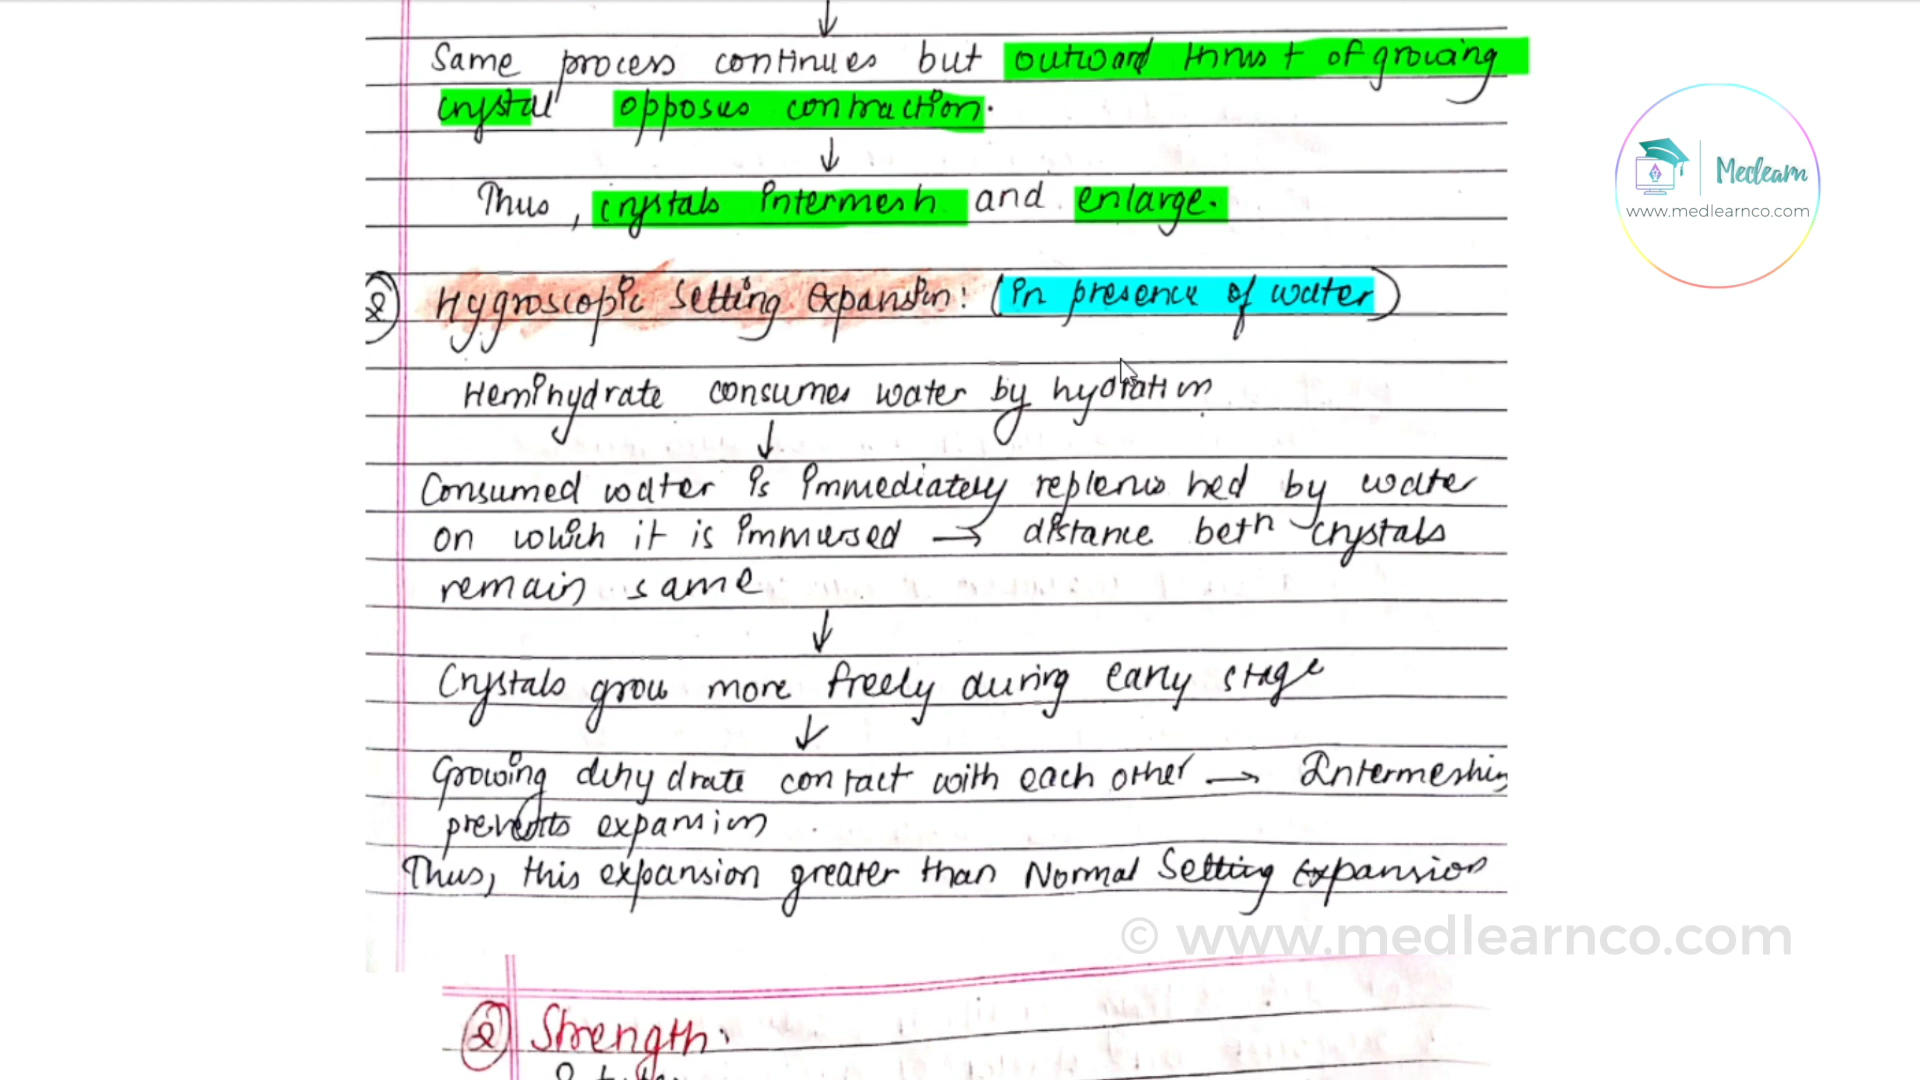 Same process continues but outward thrust of growing
crystal opposes contraction.
Thus, crystals intermesh and enlarge.
Medlearn
www.medlearnco.com
② Hygroscopic Setting Expansion: (in presence of water)
Hemihydrate consumes water by hydration
Consumed water is immediately replenished by water
on which it is immersed → distance betn crystals
remain same
Crystals grow more freely during early stage
Growing dihydrate contact with each other → Intermeshing
prevents expansion
Thus, this expansion greater than Normal Setting Expansion
© www.medlearnco.com
② Strength: